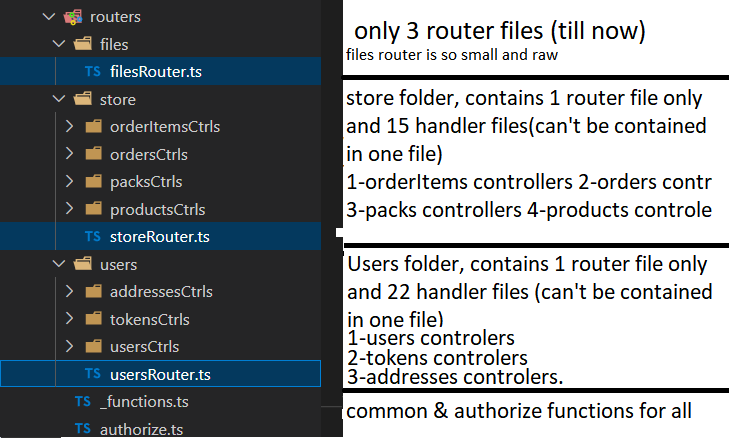 routers
files
TS filesRouter.ts
store
orderItemsCtrls
ordersCtrls
packsCtrls
productsCtrls
TS storeRouter.ts
users
addressesCtrls
tokensCtrls
usersCtrls
TS usersRouter.ts
TS _functions.ts
TS authorize.ts
only 3 router files (till now)
files router is so small and raw
store folder, contains 1 router file only
and 15 handler files(can't be contained
in one file)
1-orderItems controllers 2-orders contr
3-packs controllers 4-products controle
Users folder, contains 1 router file only
and 22 handler files (can't be contained
in one file)
1-users controlers
2-tokens controlers
3-addresses controlers.
common & authorize functions for all